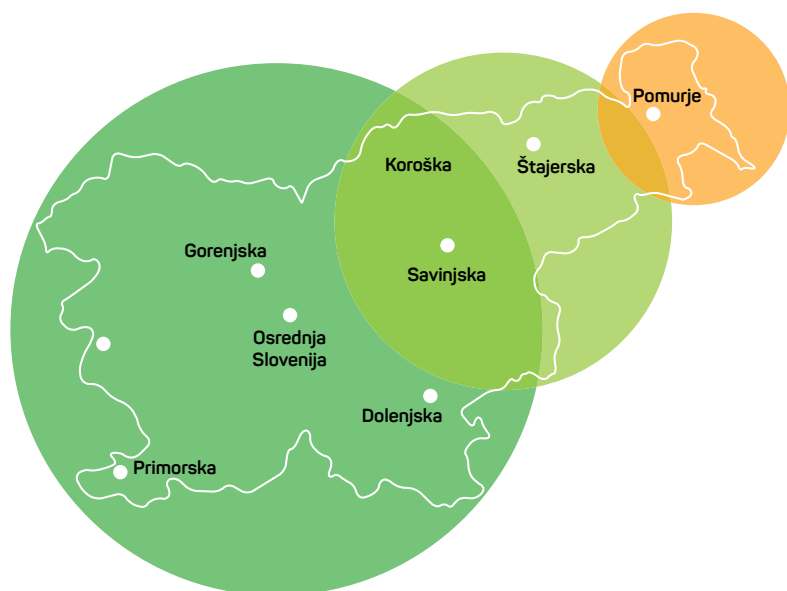 Pomurje
Koroška
Štajerska
Gorenjska
Savinjska
Osrednja
Slovenija
Dolenjska
Primorska